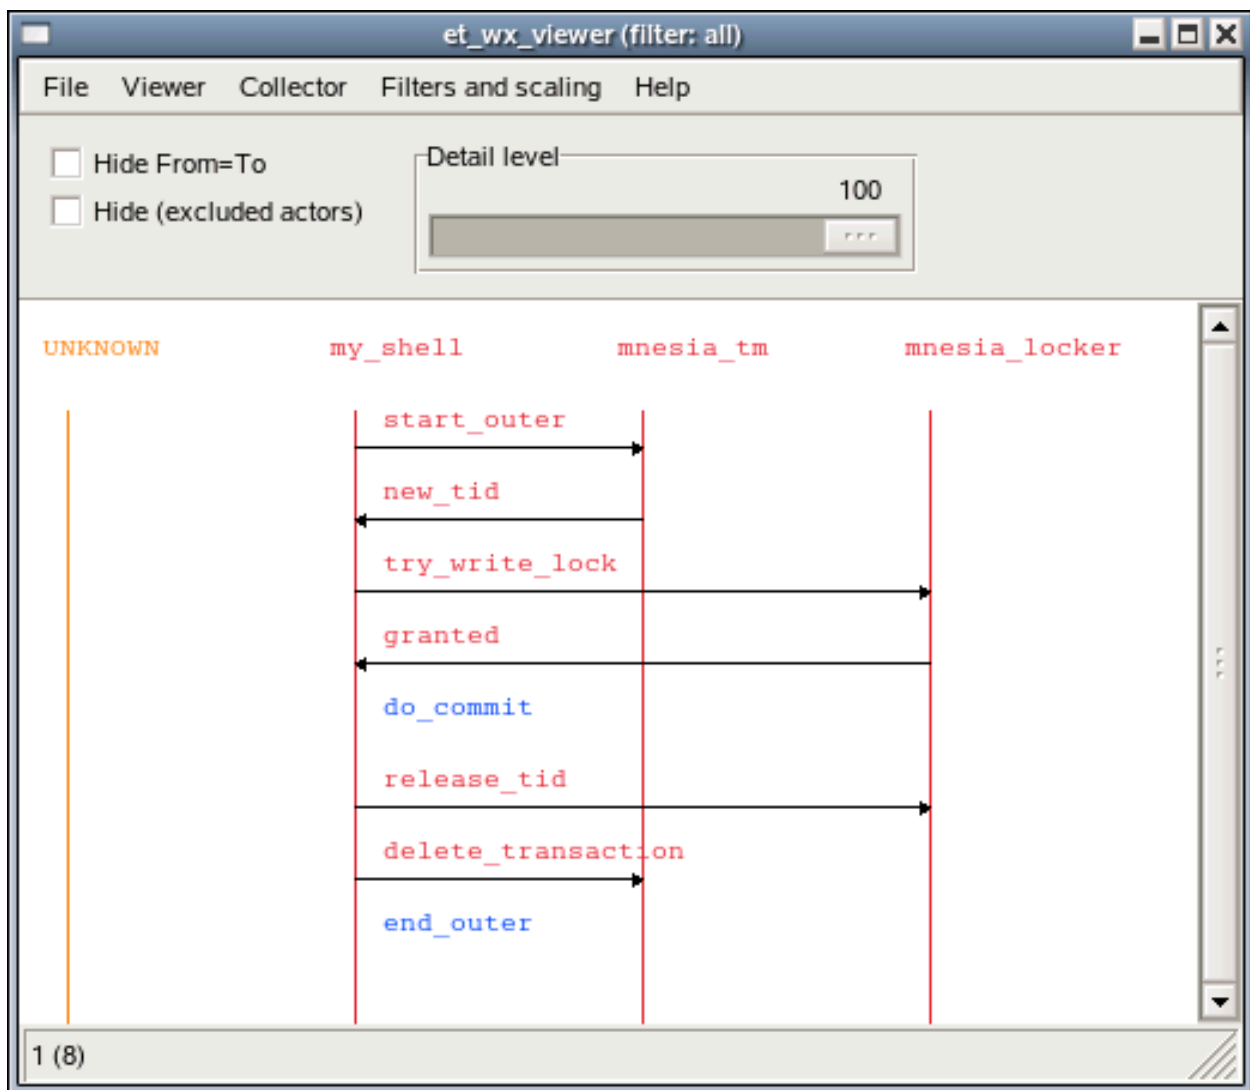 et_wx_viewer (filter: all)
File Viewer Collector Filters and scaling Help
Hide From=To
Hide (excluded actors)
Detail level
100
UNKNOWN my_shell mnesia_tm mnesia_locker
start_outer
new_tid
try_write_lock
granted
do_commit
release_tid
delete_transaction
end_outer
1 (8)